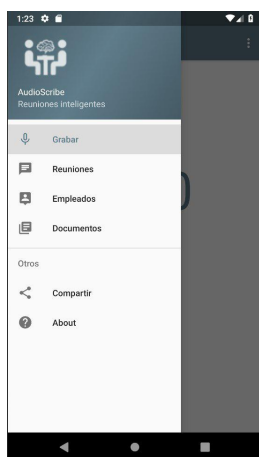 1:23
AudioScribe
Reuniones inteligentes
Grabar
Reuniones
Empleados
Documentos
Otros
Compartir
About